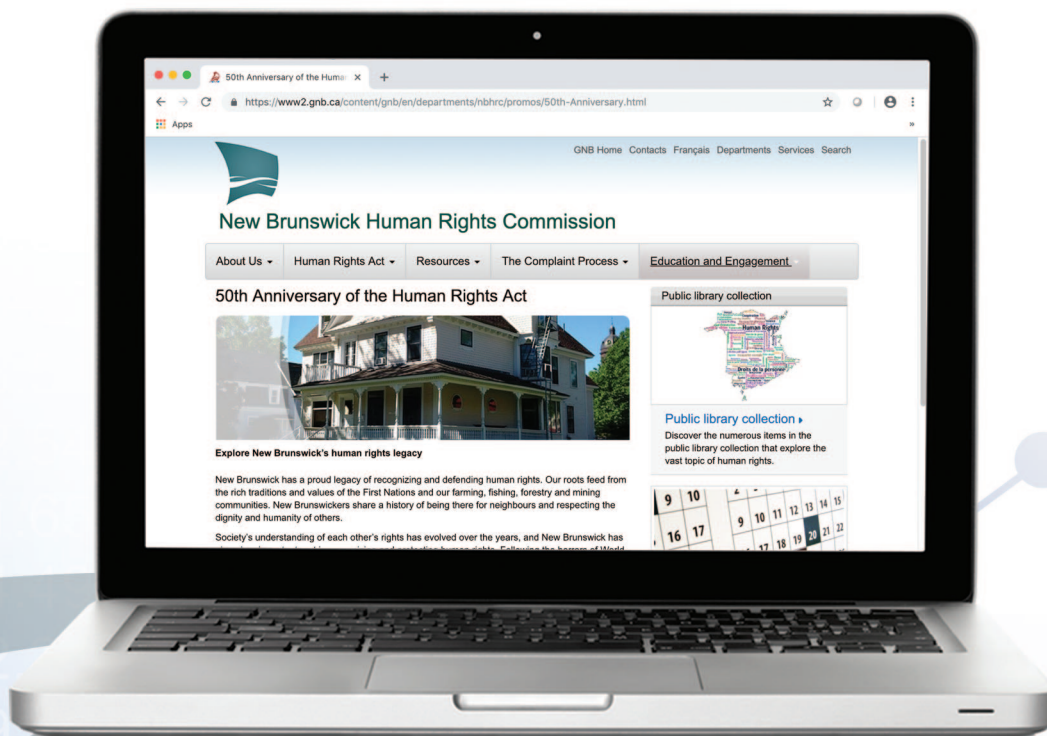 50th Anniversary of the Humo
https://www2.gnb.ca/content/gnb/en/departments/nbhrc/promos/50th-Anniversary.html
Apps
GNB Home Contacts Français Departments Services Search
New Brunswick Human Rights Commission
About Us Human Rights Act Resources The Complaint Process Education and Engagement
50th Anniversary of the Human Rights Act
Explore New Brunswick's human rights legacy
New Brunswick has a proud legacy of recognizing and defending human rights. Our roots feed from
the rich traditions and values of the First Nations and our farming, fishing, forestry and mining
communities. New Brunswickers share a history of being there for neighbours and respecting the
dignity and humanity of others.
Society's understanding of each other's rights has evolved over the years, and New Brunswick has
human rights. Following the horrors of World
Public library collection
Human Rights
Droits de la personne
Public library collection
Discover the numerous items in the
public library collection that explore the
vast topic of human rights.
9 10
16 17
9 10 11 12 13 14 15
17 18 19 20 21 22